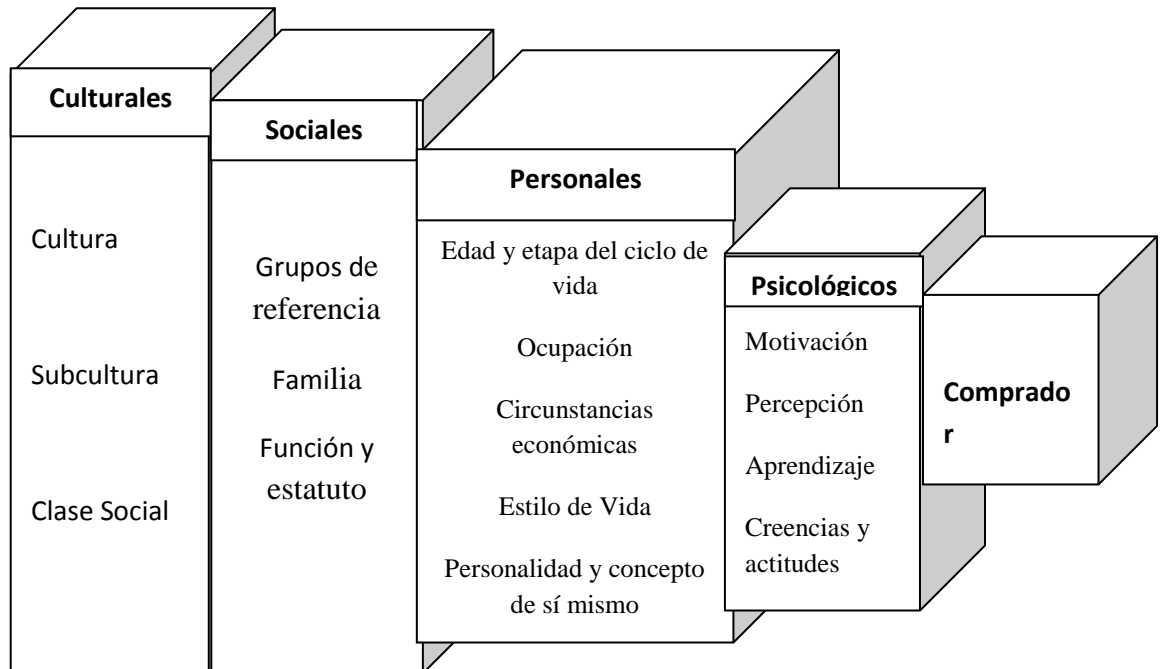 Culturales
Cultura
Subcultura
Clase Social
Sociales
Grupos de
referencia
Familia
Función y
estatuto
Personales
Edad y etapa del ciclo de
vida
Ocupación
Circunstancias
económicas
Estilo de Vida
Personalidad y concepto
de sí mismo
Psicológicos
Motivación
Percepción
Aprendizaje
Creencias y
actitudes
Comprado
r